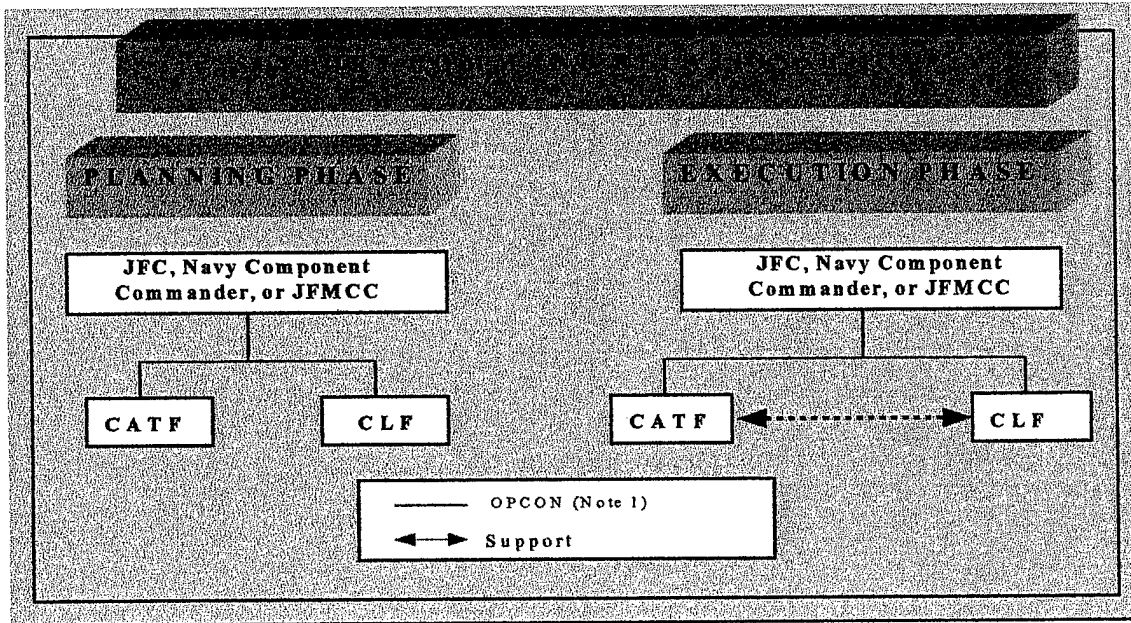 PLANNING PHASE
EXECUTION PHASE
JFC, Navy Component
Commander, or JFMCC
JFC, Navy Component
Commander, or JFMCC
CATF
CLF
CATF
CLF
OPCON (Note 1)
Support